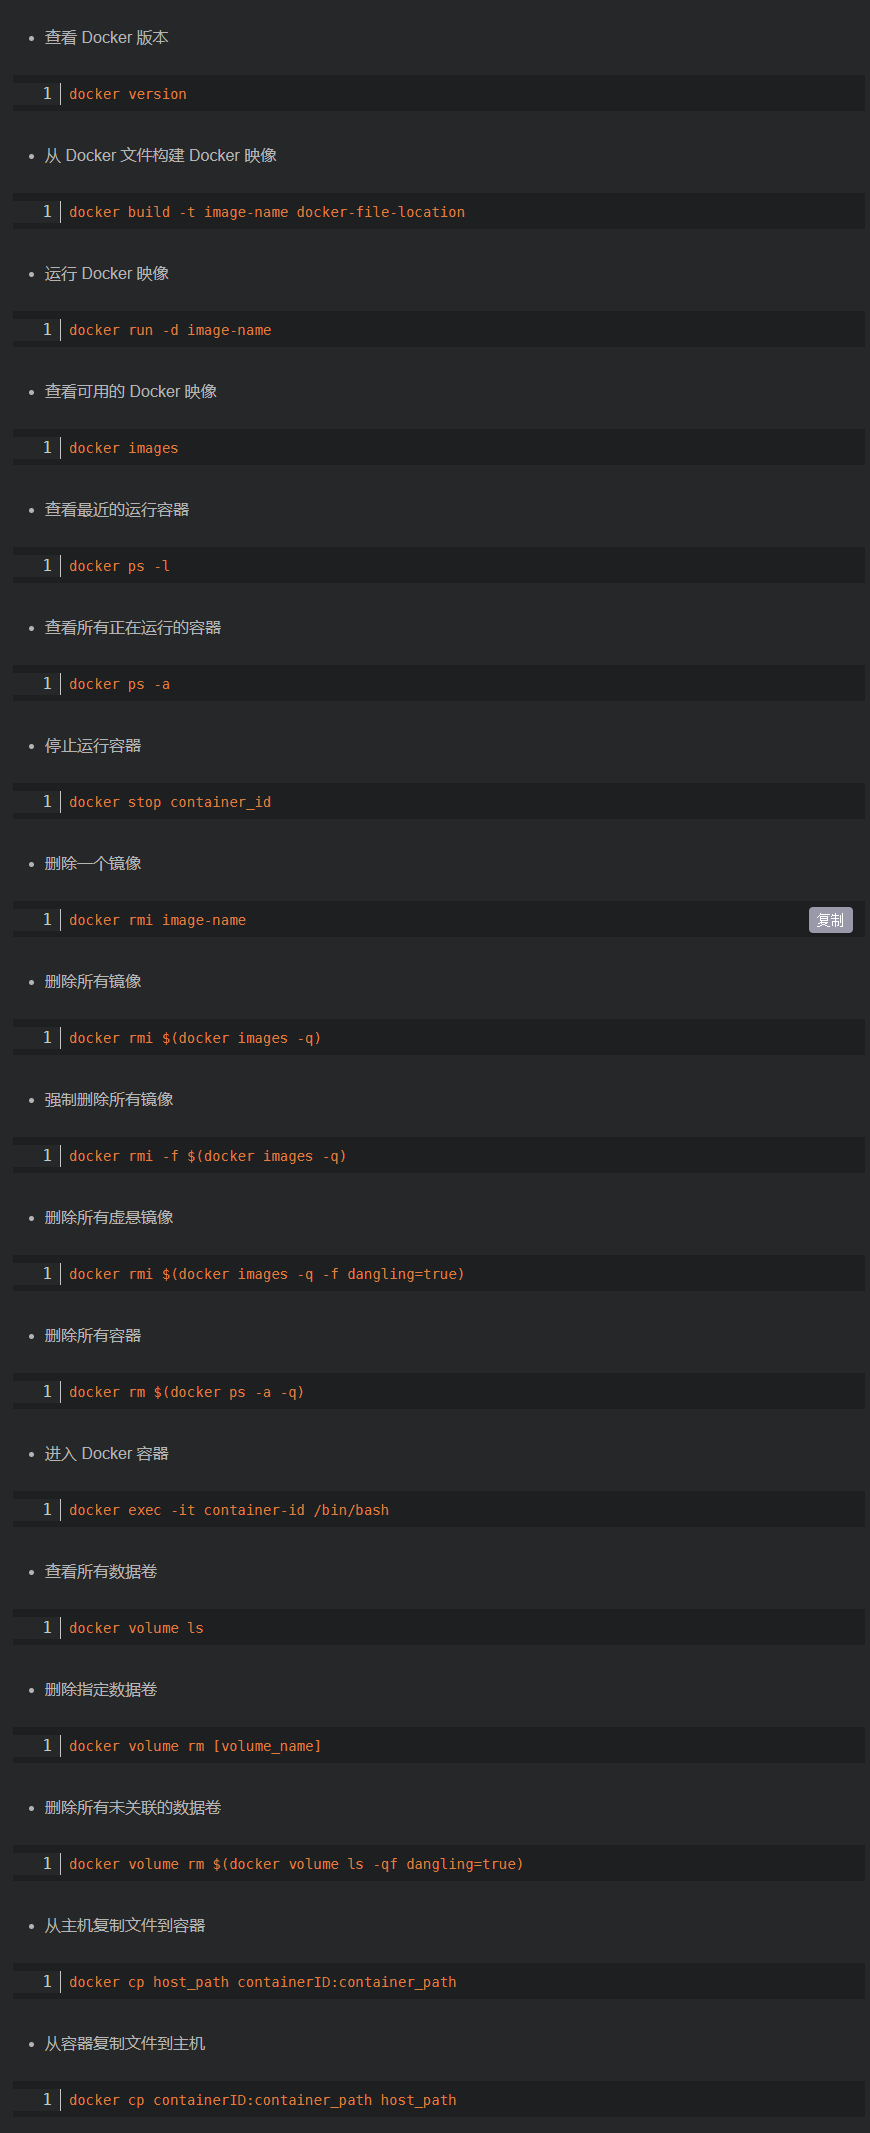 查看 Docker 版本
1 docker version
从 Docker 文件构建 Docker 映像
1 docker build -t image-name docker-file-location
运行 Docker 映像
1 docker run -d image-name
查看可用的 Docker 映像
1 docker images
查看最近的运行容器
1 docker ps -l
查看所有正在运行的容器
1 docker ps -a
停止运行容器
1 docker stop container_id
删除一个镜像
1 docker rmi image-name 复制
删除所有镜像
1 docker rmi $(docker images -q)
强制删除所有镜像
1 docker rmi -f $(docker images -q)
删除所有虚悬镜像
1 docker rmi $(docker images -q -f dangling=true)
删除所有容器
1 docker rm $(docker ps -a -q)
进入 Docker 容器
1 docker exec -it container-id /bin/bash
查看所有数据卷
1 docker volume ls
删除指定数据卷
1 docker volume rm [volume_name]
删除所有未关联的数据卷
1 docker volume rm $(docker volume ls -qf dangling=true)
从主机复制文件到容器
1 docker cp host_path containerID:container_path
从容器复制文件到主机
1 docker cp containerID:container_path host_path